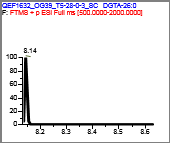 QEF1632_OG39_T5-28-0-3_SC DGTA-26:0
F: FTMS + p ESI Full ms [500.0000-2000.0000]
8.14
100
80
60
40
20
0
8.2 8.3 8.4 8.5 8.6